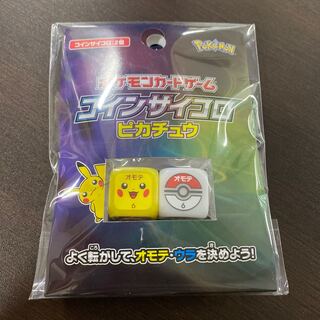 コインサイコロ2個
Pokémon
ポケモンカードゲーム
コインサイコロ
ピカチュウ
オモテ
6
オモテ
6
よく転がして、オモテ・ウラを決めよう!